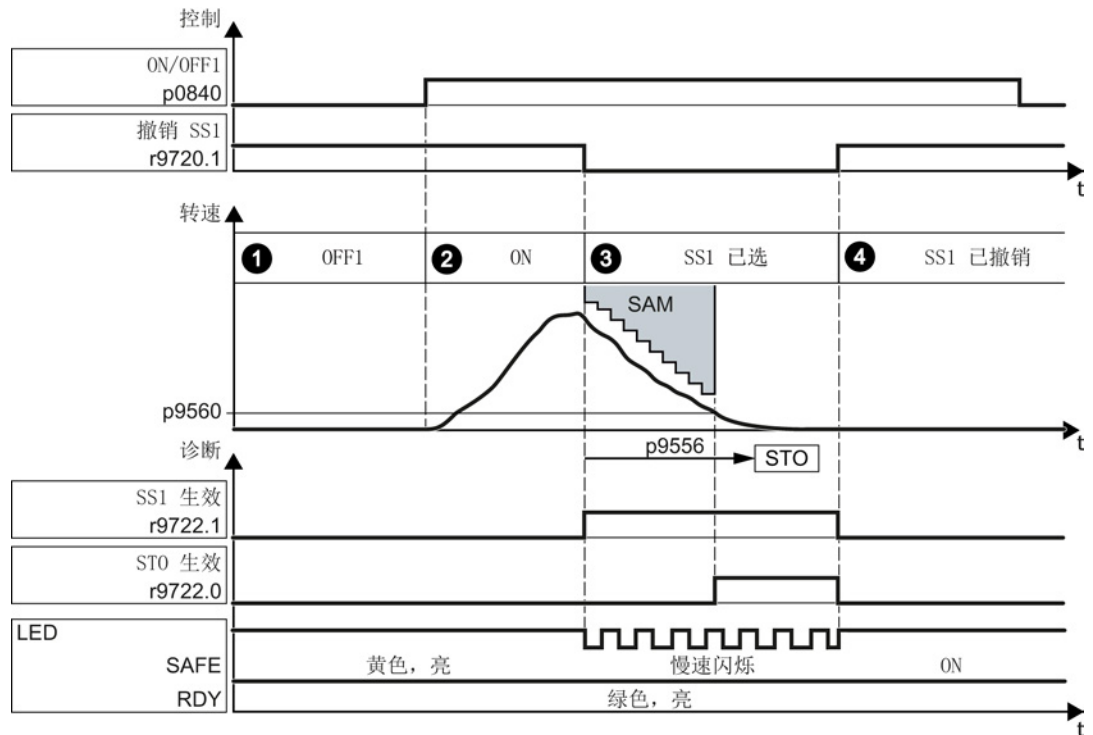 控制
ON/OFF1
p0840
撤销 SS1
r9720.1
t
转速
1 OFF1 2 ON 3 SS1 已选 4 SS1 已撤销
SAM
p9560
t
诊断
p9556 STO
SS1 生效
r9722.1
STO 生效
r9722.0
LED
SAFE 黄色，亮 慢速闪烁 ON
RDY 绿色，亮
t